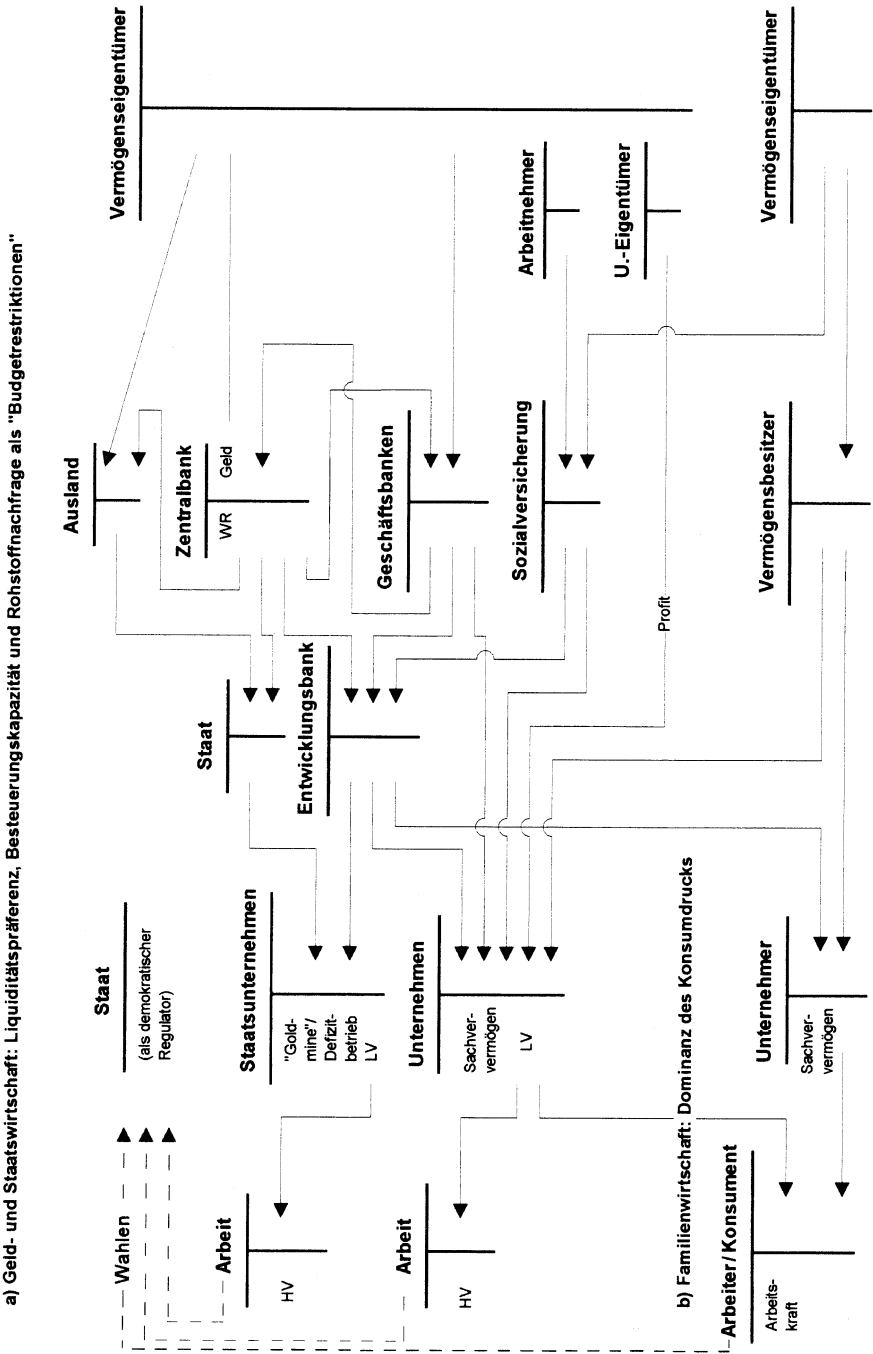 a) Geld- und Staatswirtschaft: Liquiditätspräferenz, Besteuerungskapazität und Rohstoffnachfrage als "Budgetrestriktionen"
Wahlen
Staat
(als demokratischer
Regulator)
Ausland
Vermögenseigentümer
Zentralbank
WR
Geld
Staat
Arbeit
HV
Staatsunternehmen
"Gold-
mine"/
Defizit-
betrieb
LV
Entwicklungsbank
Geschäftsbanken
Arbeit
HV
Unternehmen
Sachver-
vermögen
LV
Sozialversicherung
Arbeitnehmer
U.-Eigentümer
Profit
b) Familienwirtschaft: Dominanz des Konsumdrucks
Arbeiter/Konsument
Arbeits-
kraft
Unternehmer
Sachver-
vermögen
Vermögensbesitzer
Vermögenseigentümer